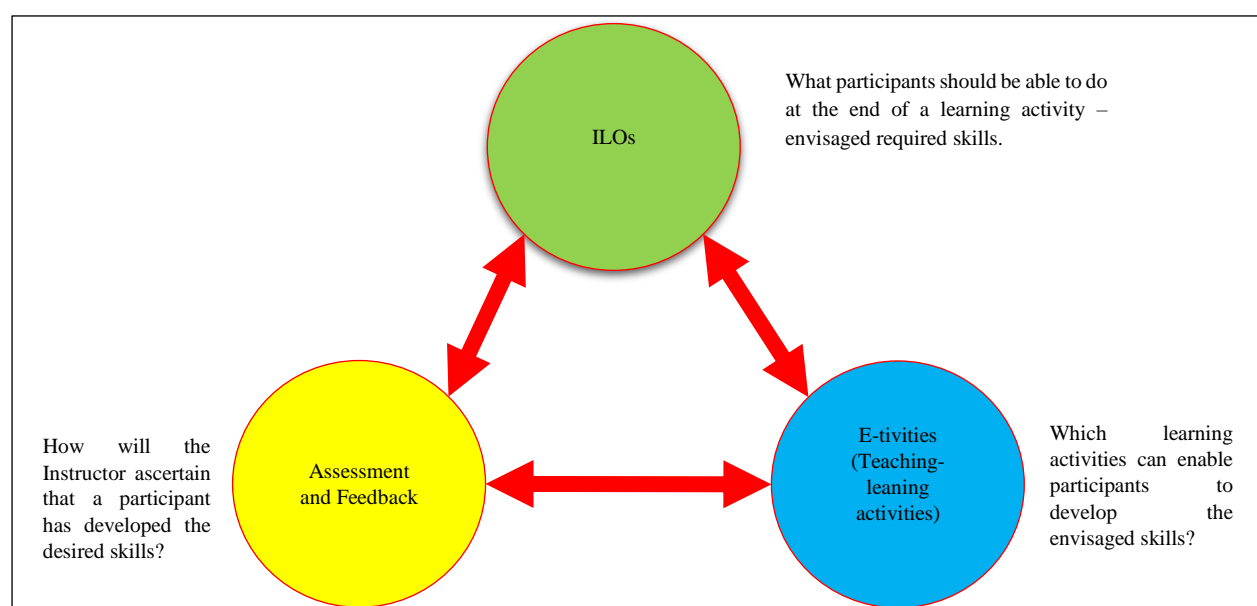 What participants should be able to do
at the end of a learning activity –
envisaged required skills.
ILOs
E-tivities
(Teaching-
leaning
activities)
Assessment
and Feedback
How will the
Instructor ascertain
that a participant
has developed the
desired skills?
Which learning
activities can enable
participants to
develop the
envisaged skills?